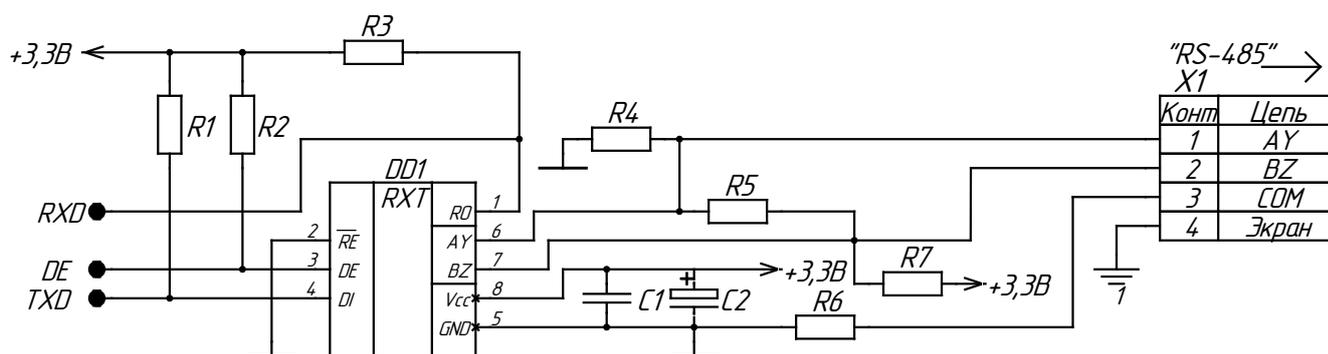 R3
+3,3В
"RS-485"
X1
Конт Цепь
R1
R2
R4
1 AY
DD1
RXT
2 BZ
R5
3 COM
RXD
RO 1
4 Экран
2 RE
AY 6
DE
3 DE
BZ 7
+3,3В
R7
+3,3В
TXD
4 DI
Vcc 8
C1
C2
R6
1
GND 5